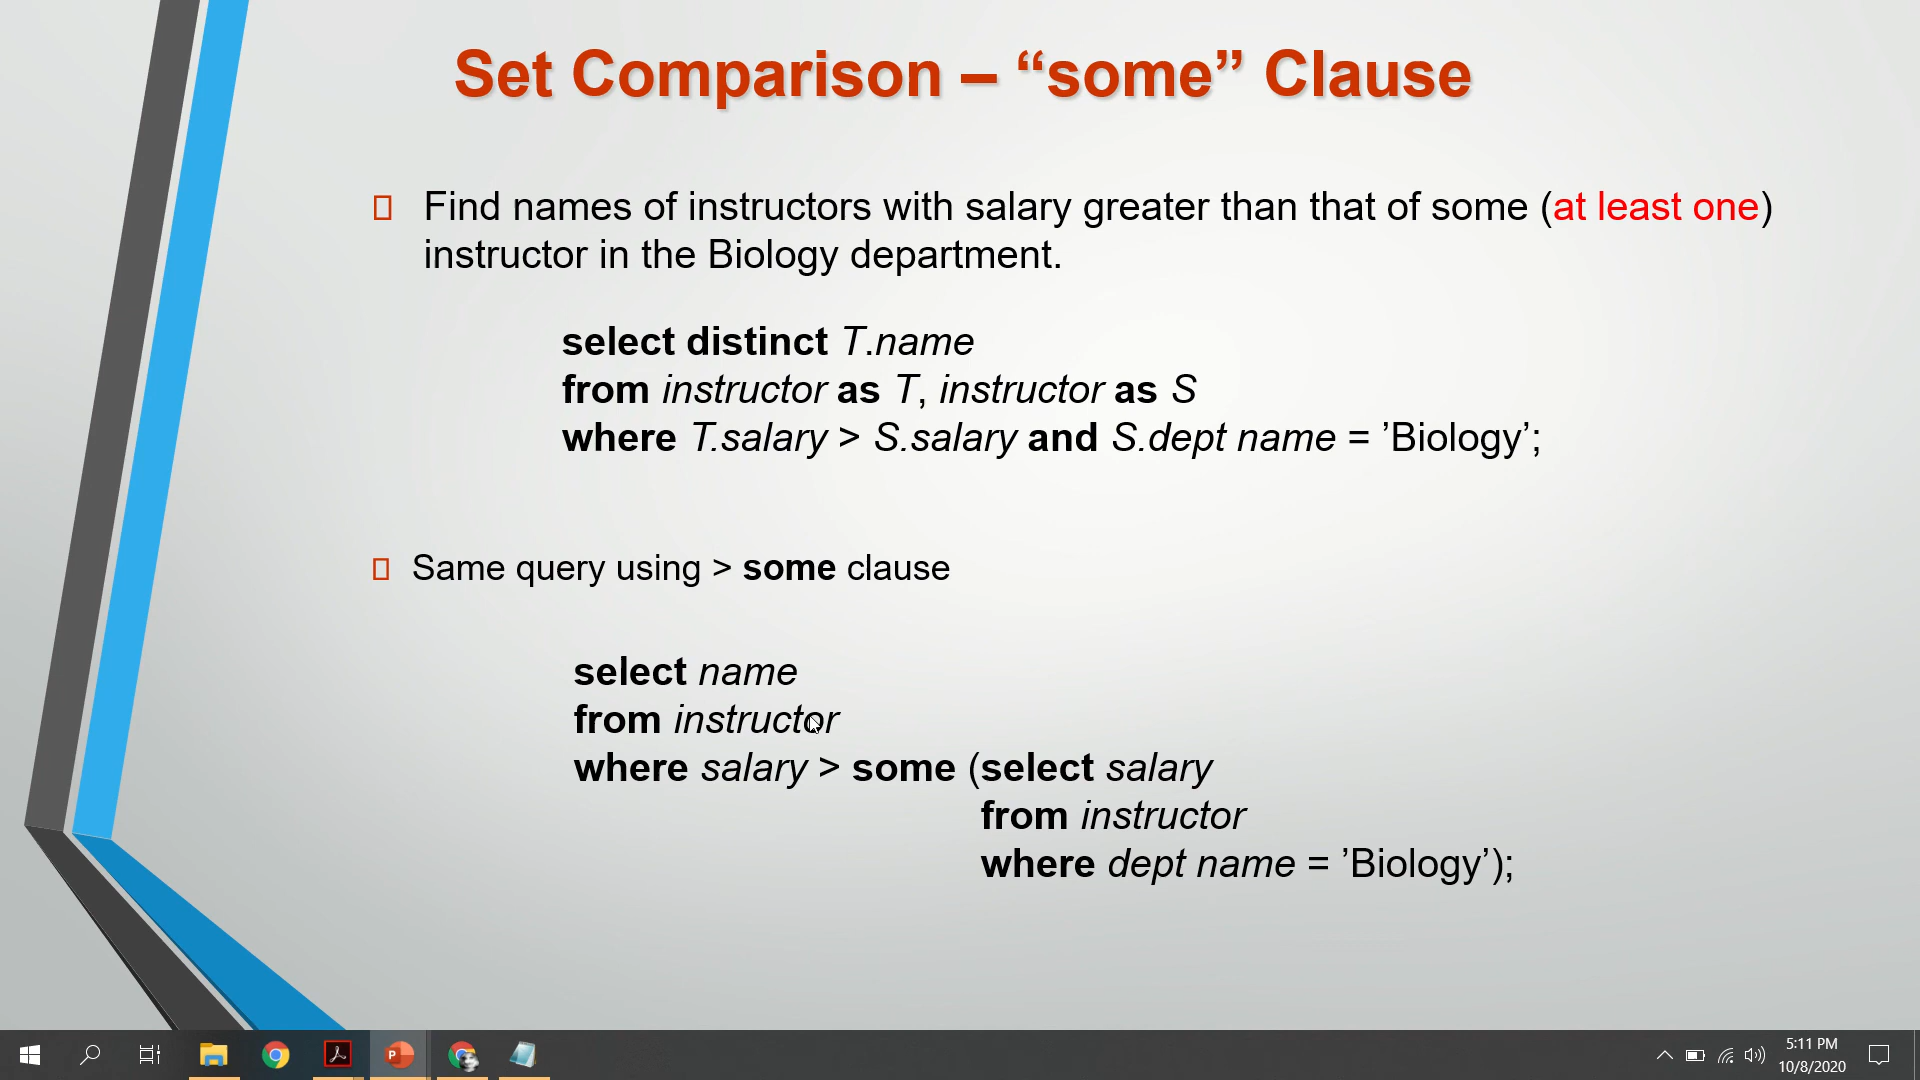 Set Comparison – “some” Clause
Find names of instructors with salary greater than that of some (at least one)
instructor in the Biology department.
select distinct T.name
from instructor as T, instructor as S
where T.salary > S.salary and S.dept name = ’Biology’;
Same query using > some clause
select name
from instructor
where salary > some (select salary
from instructor
where dept name = ’Biology’);
5:11 PM
10/8/2020